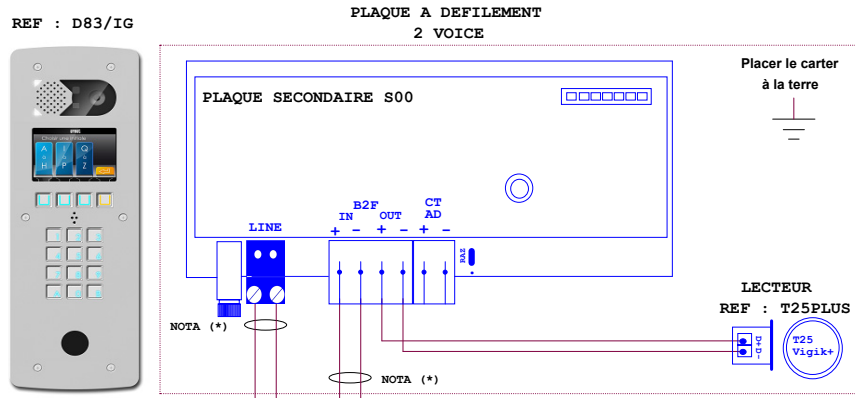 PLAQUE A DEFILEMENT
2 VOICE
REF : D83/IG
Placer le carter
à la terre
PLAQUE SECONDAIRE S00
A
à
H
I
à
P
Q
à
Z
B2F
IN OUT
CT
AD
+ - + - + -
LINE
RAZ
NOTA (*)
NOTA (*)
LECTEUR
REF : T25PLUS
D+
D-
T25
Vigik+